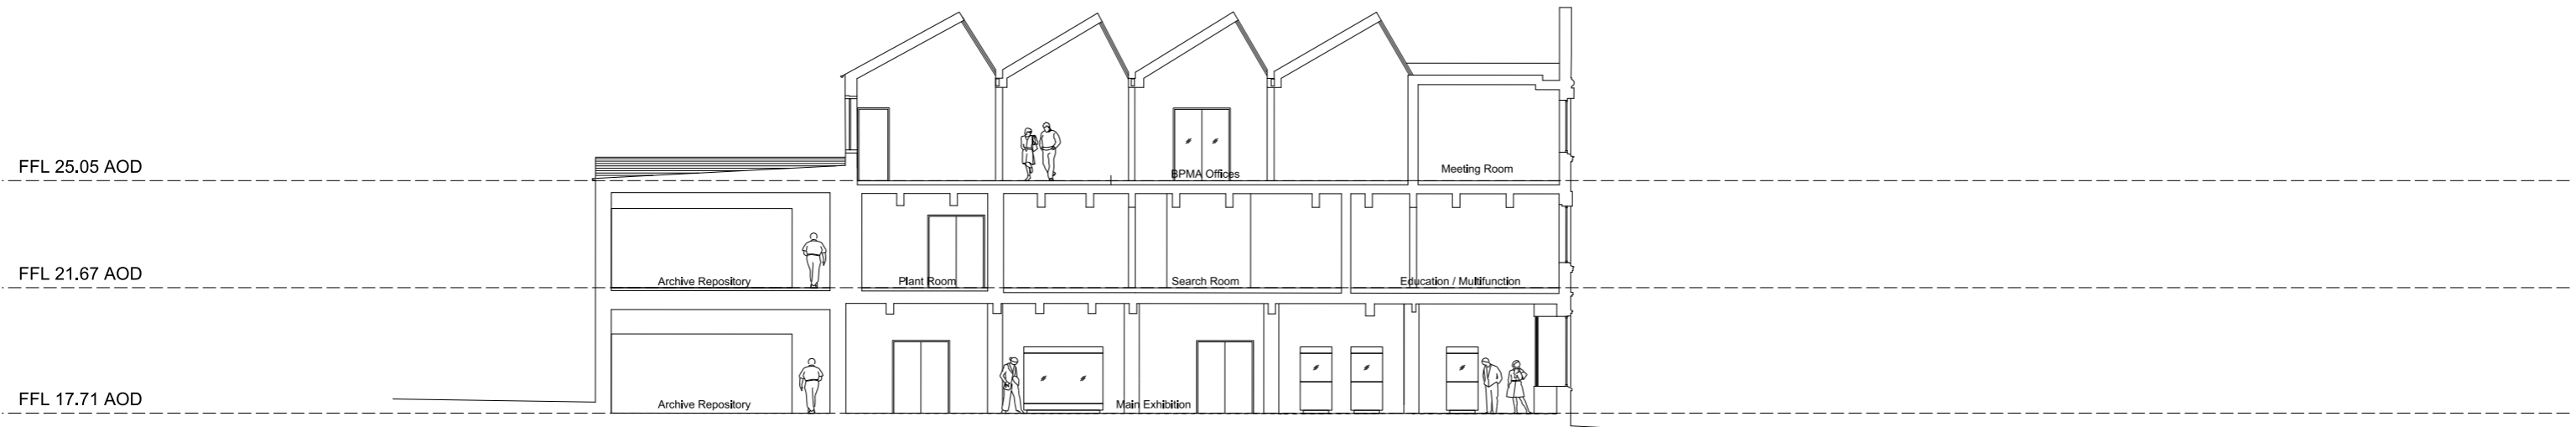 FFL 25.05 AOD
BPMA Offices
Meeting Room
FFL 21.67 AOD
Archive Repository
Plant Room
Search Room
Education / Multifunction
FFL 17.71 AOD
Archive Repository
Main Exhibition